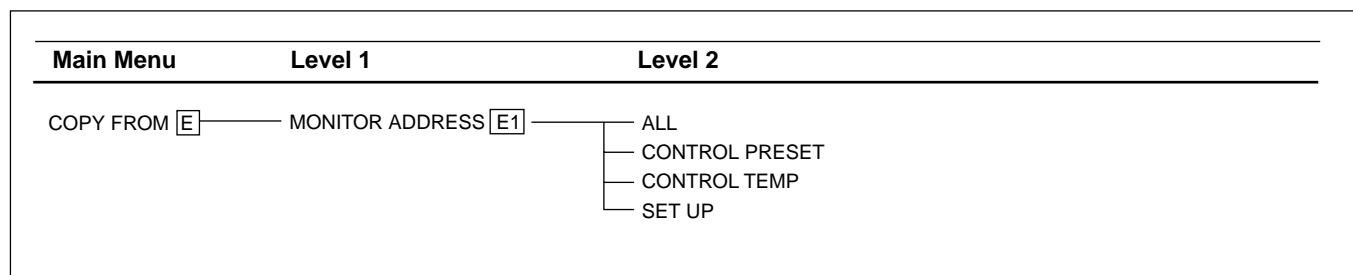 Main Menu Level 1 Level 2
COPY FROM E MONITOR ADDRESS E1 ALL
CONTROL PRESET
CONTROL TEMP
SET UP